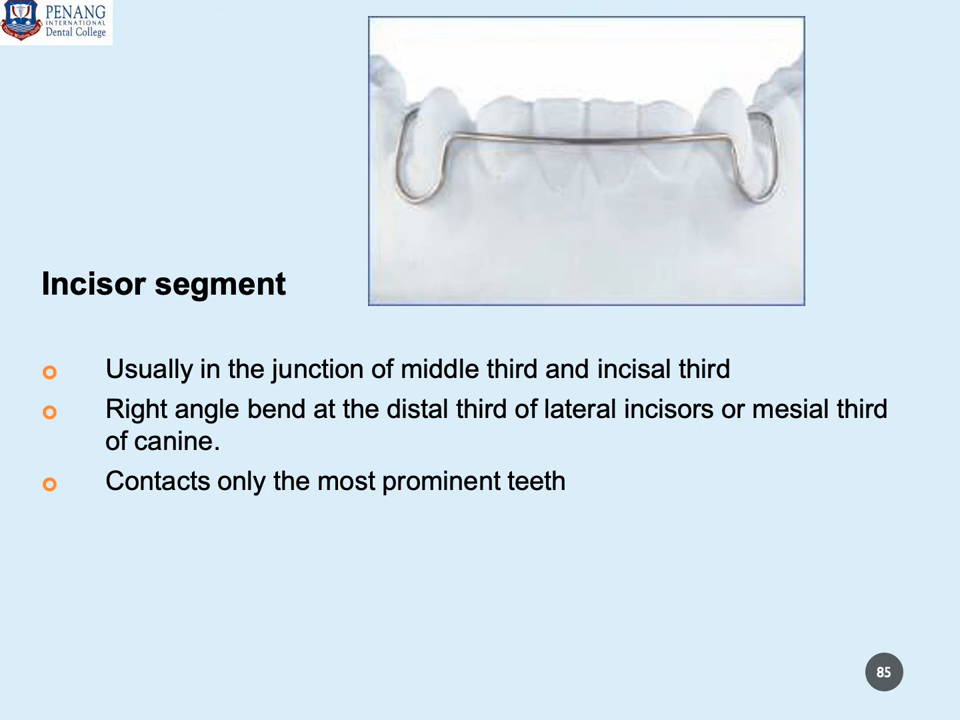 PENANG
INTERNATIONAL
Dental College
Incisor segment
Usually in the junction of middle third and incisal third
Right angle bend at the distal third of lateral incisors or mesial third
of canine.
Contacts only the most prominent teeth
85